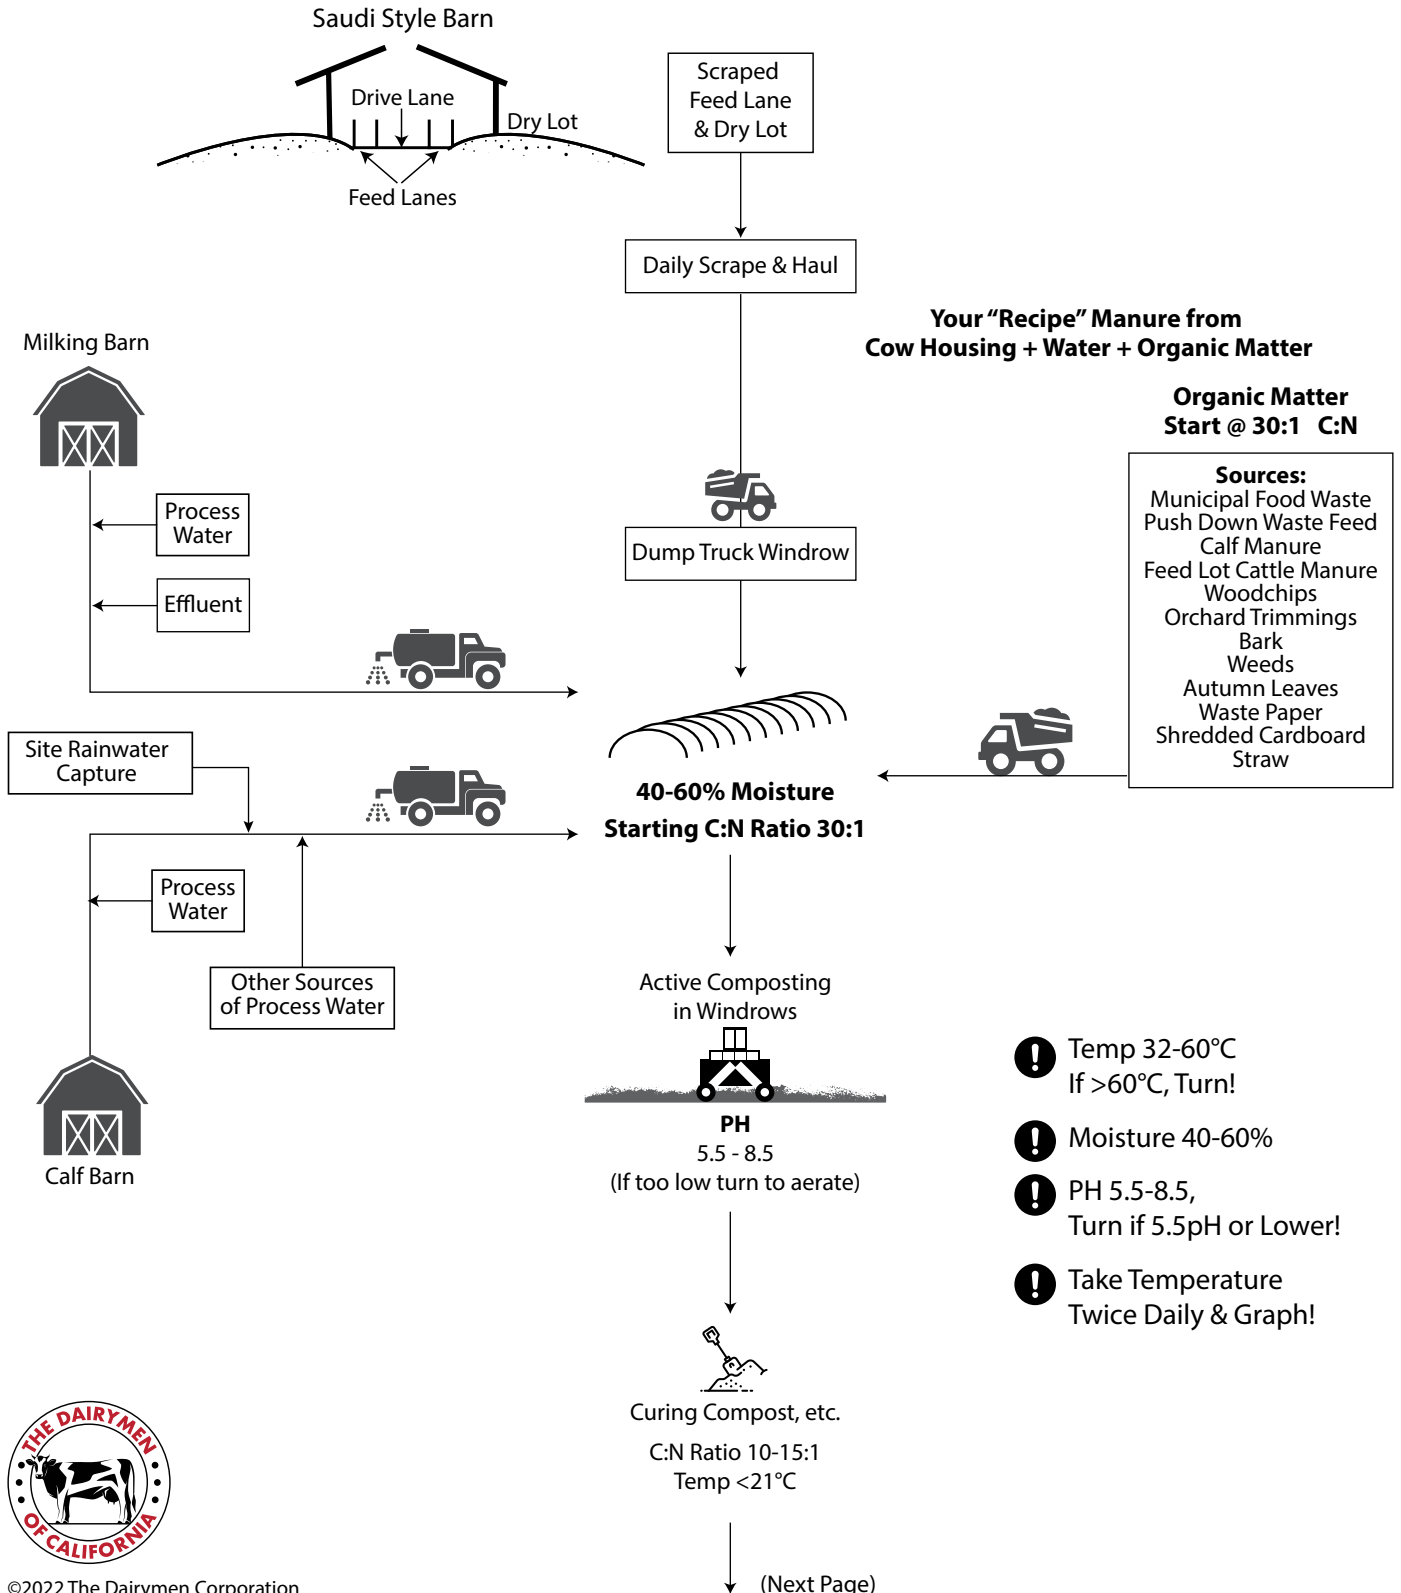 Saudi Style Barn
Drive Lane
Dry Lot
Feed Lanes
Scraped
Feed Lane
& Dry Lot
Daily Scrape & Haul
Your “Recipe” Manure from
Cow Housing + Water + Organic Matter
Milking Barn
Process
Water
Effluent
Dump Truck Windrow
Organic Matter
Start @ 30:1 C:N
Sources:
Municipal Food Waste
Push Down Waste Feed
Calf Manure
Feed Lot Cattle Manure
Woodchips
Orchard Trimmings
Bark
Weeds
Autumn Leaves
Waste Paper
Shredded Cardboard
Straw
Site Rainwater
Capture
40-60% Moisture
Starting C:N Ratio 30:1
Process
Water
Other Sources
of Process Water
Calf Barn
Active Composting
in Windrows
PH
5.5 - 8.5
(If too low turn to aerate)
Temp 32-60°C
If >60°C, Turn!
Moisture 40-60%
PH 5.5-8.5,
Turn if 5.5pH or Lower!
Take Temperature
Twice Daily & Graph!
Curing Compost, etc.
C:N Ratio 10-15:1
Temp <21°C
THE DAIRYMEN
OF CALIFORNIA
©2022 The Dairymen Corporation
(Next Page)